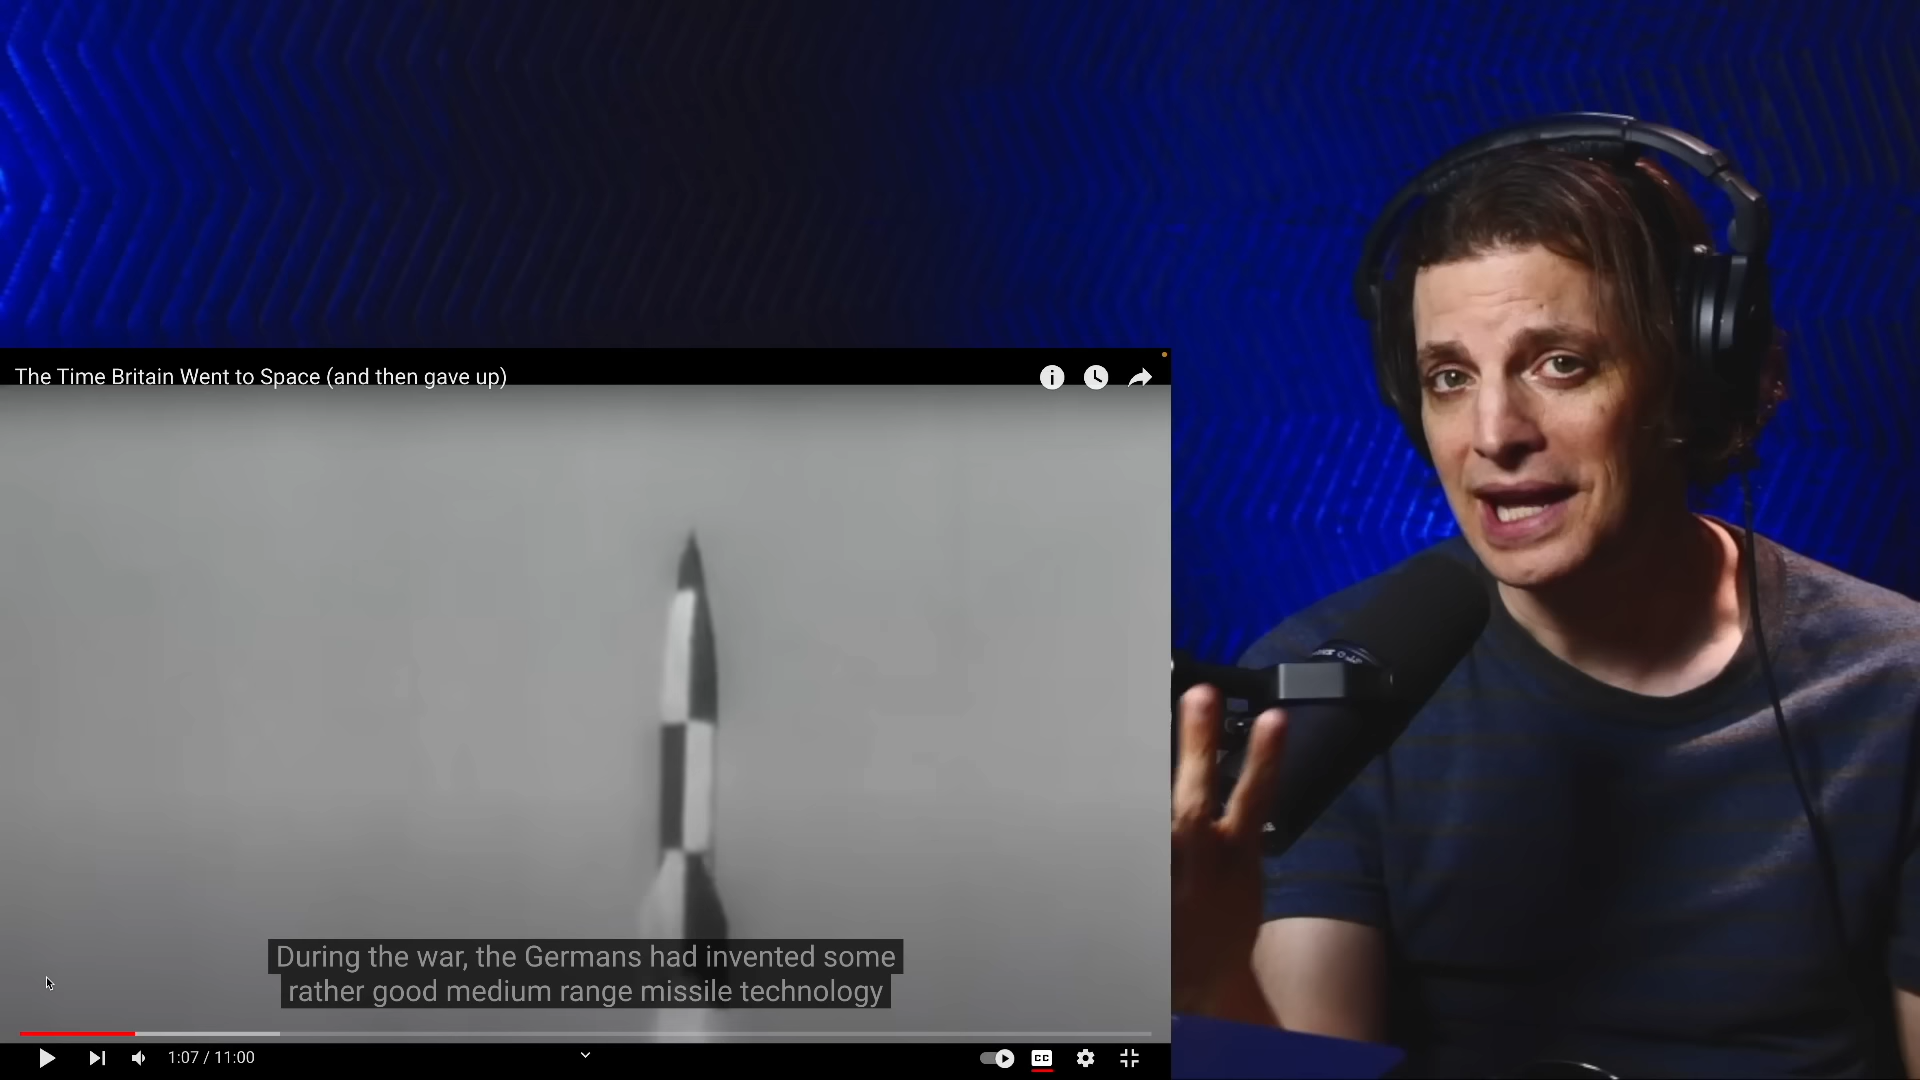 The Time Britain Went to Space (and then gave up)
During the war, the Germans had invented some
rather good medium range missile technology
1:07 / 11:00
CC